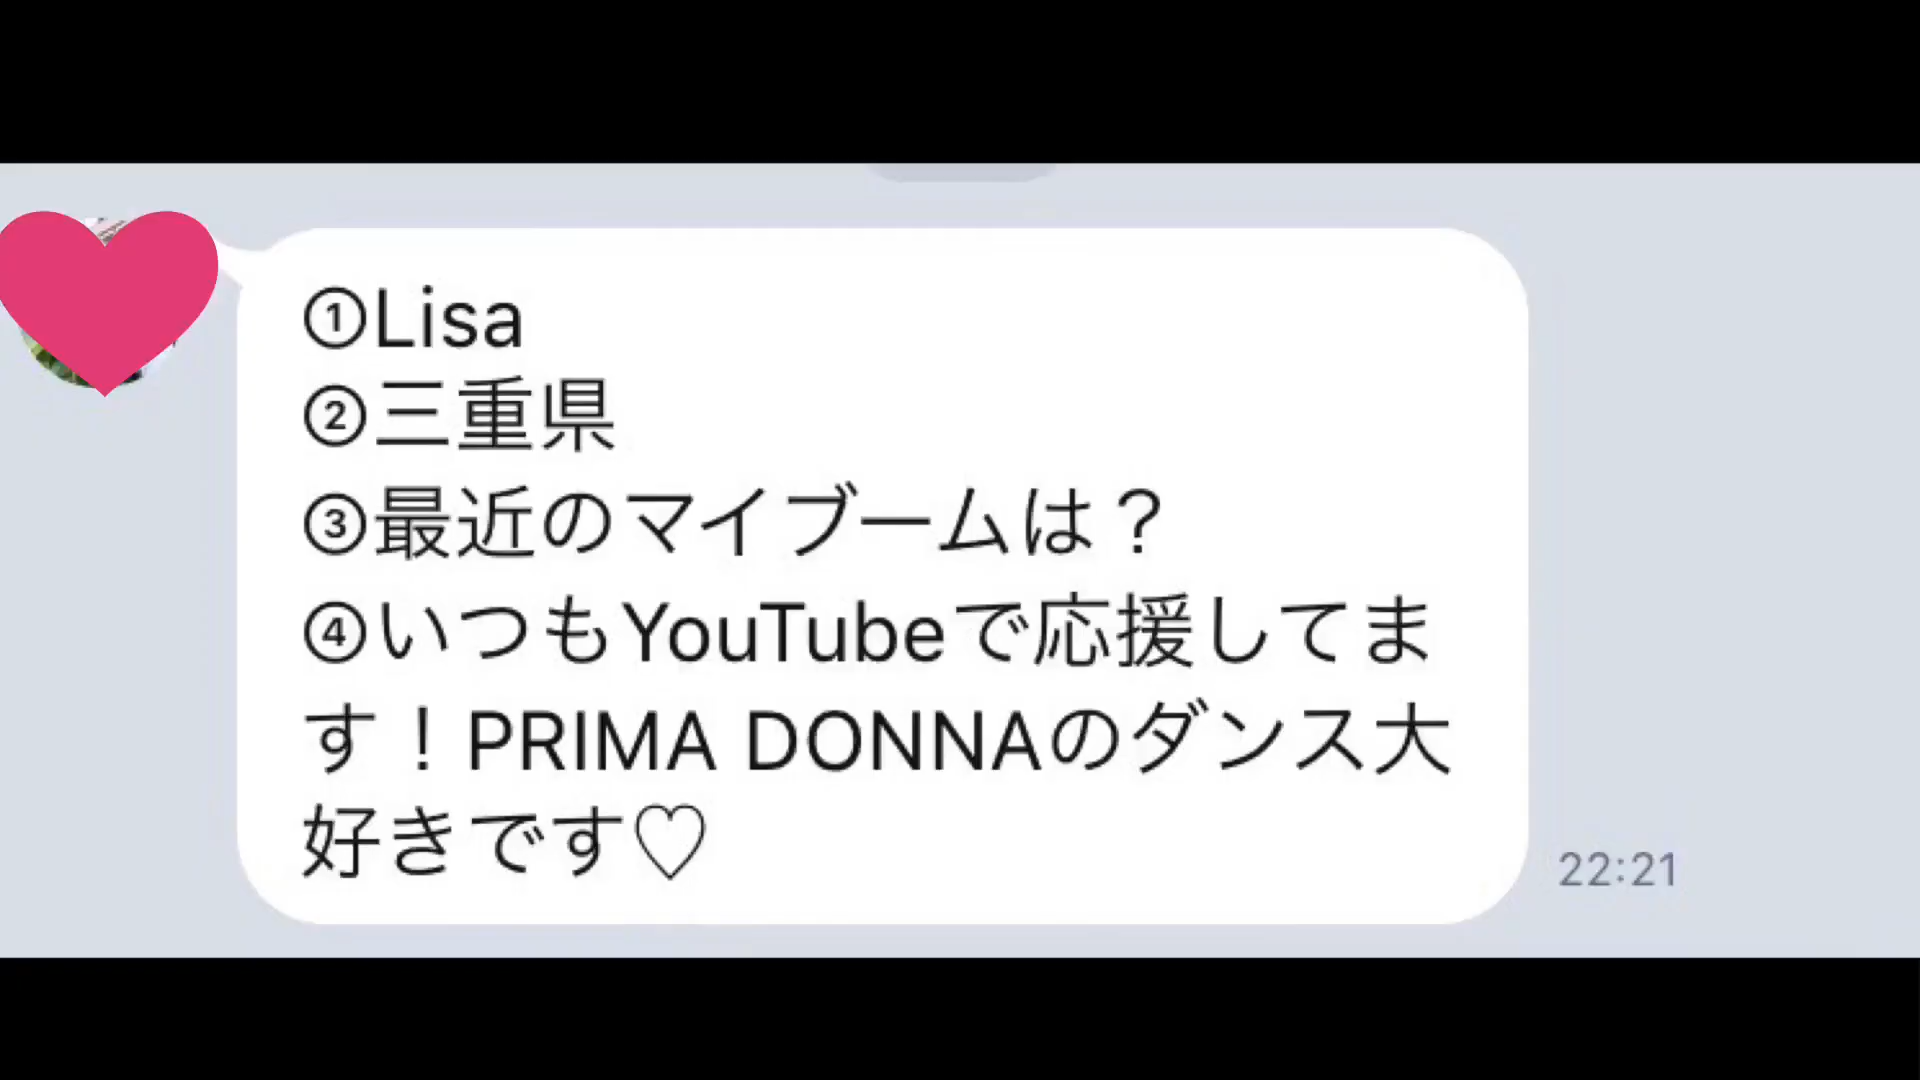 ①Lisa
②三重県
③最近のマイブームは？
④いつもYouTubeで応援してま
す！PRIMA DONNAのダンス大
好きです♡
22:21